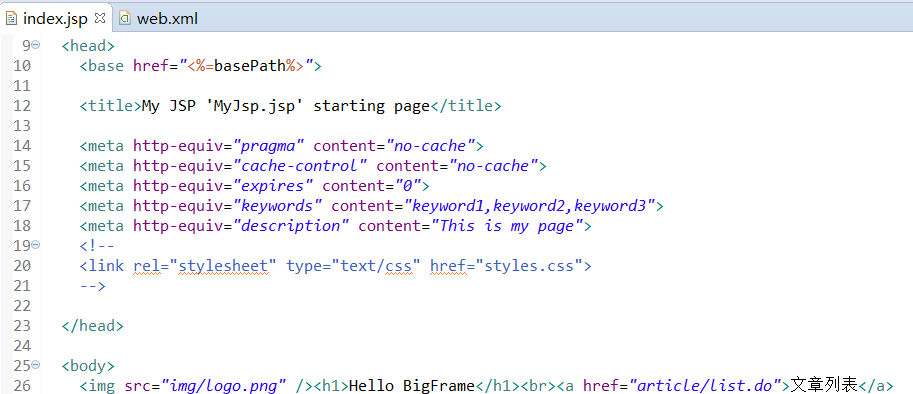 index.jsp web.xml
9 <head>
10 <base href="<%=basePath%>">
11
12 <title>My JSP 'MyJsp.jsp' starting page</title>
13
14 <meta http-equiv="pragma" content="no-cache">
15 <meta http-equiv="cache-control" content="no-cache">
16 <meta http-equiv="expires" content="0">
17 <meta http-equiv="keywords" content="keyword1,keyword2,keyword3">
18 <meta http-equiv="description" content="This is my page">
19 <!--
20 <link rel="stylesheet" type="text/css" href="styles.css">
21 -->
22
23 </head>
24
25 <body>
26 <img src="img/logo.png" /><h1>Hello BigFrame</h1><br><a href="article/list.do">文章列表</a>